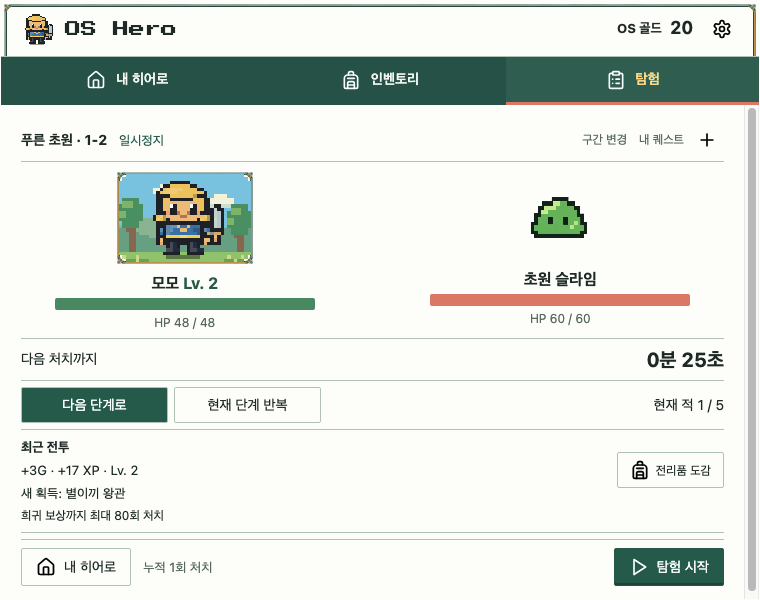 OS Hero
OS 골드 20
내 히어로
인벤토리
탐험
푸른 초원 · 1-2 일시정지
구간 변경 내 퀘스트 +
모모 Lv. 2
HP 48 / 48
초원 슬라임
HP 60 / 60
다음 처치까지
0분 25초
다음 단계로
현재 단계 반복
현재 적 1 / 5
최근 전투
+3G · +17 XP · Lv. 2
새 획득: 별이끼 왕관
희귀 보상까지 최대 80회 처치
전리품 도감
내 히어로
누적 1회 처치
탐험 시작